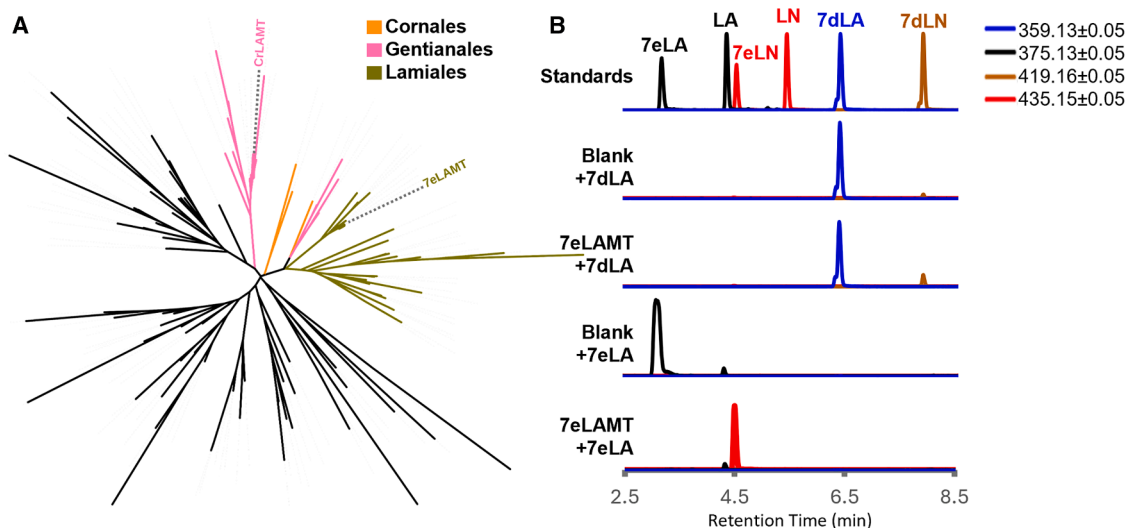 A
CrLAMT
Cornales
Gentianales
Lamiales
7eLAMT
B
7eLA
LA
7eLN
LN
7dLA
7dLN
359.13±0.05
375.13±0.05
419.16±0.05
435.15±0.05
Standards
Blank
+7dLA
7eLAMT
+7dLA
Blank
+7eLA
7eLAMT
+7eLA
2.5 4.5 6.5 8.5
Retention Time (min)